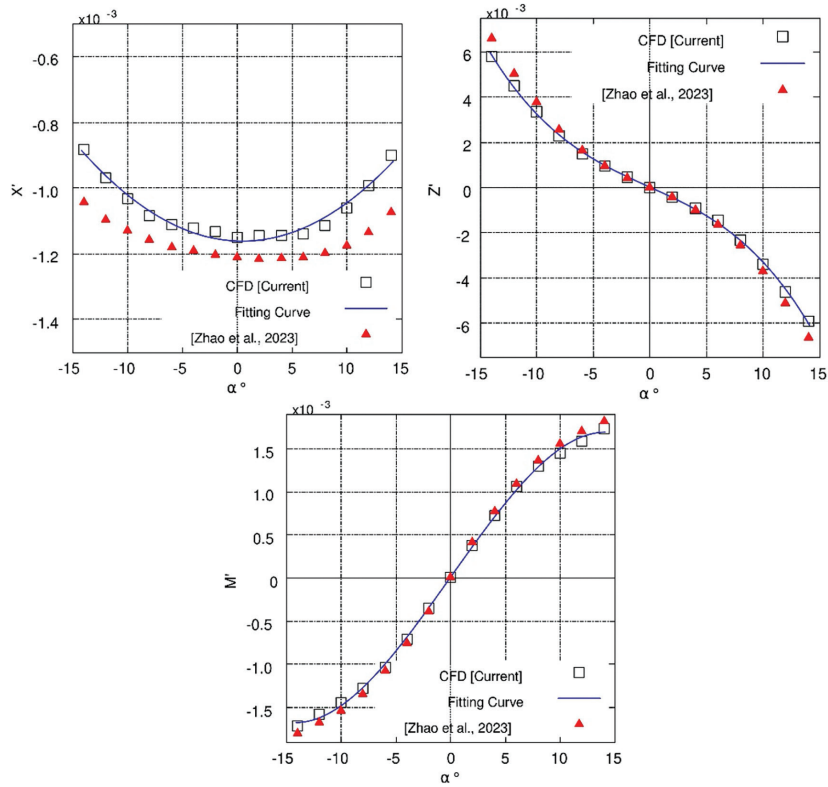 x10 -3
-0.6
-0.8
-1.0
-1.2
-1.4
X'
-15 -10 -5 0 5 10 15
α °
CFD [Current]
Fitting Curve
[Zhao et al., 2023]
x10 -3
6
4
2
0
-2
-4
-6
Z'
-15 -10 -5 0 5 10 15
α °
CFD [Current]
Fitting Curve
[Zhao et al., 2023]
x10 -3
1.5
1.0
0.5
0
-0.5
-1.0
-1.5
M'
-15 -10 -5 0 5 10 15
α °
CFD [Current]
Fitting Curve
[Zhao et al., 2023]